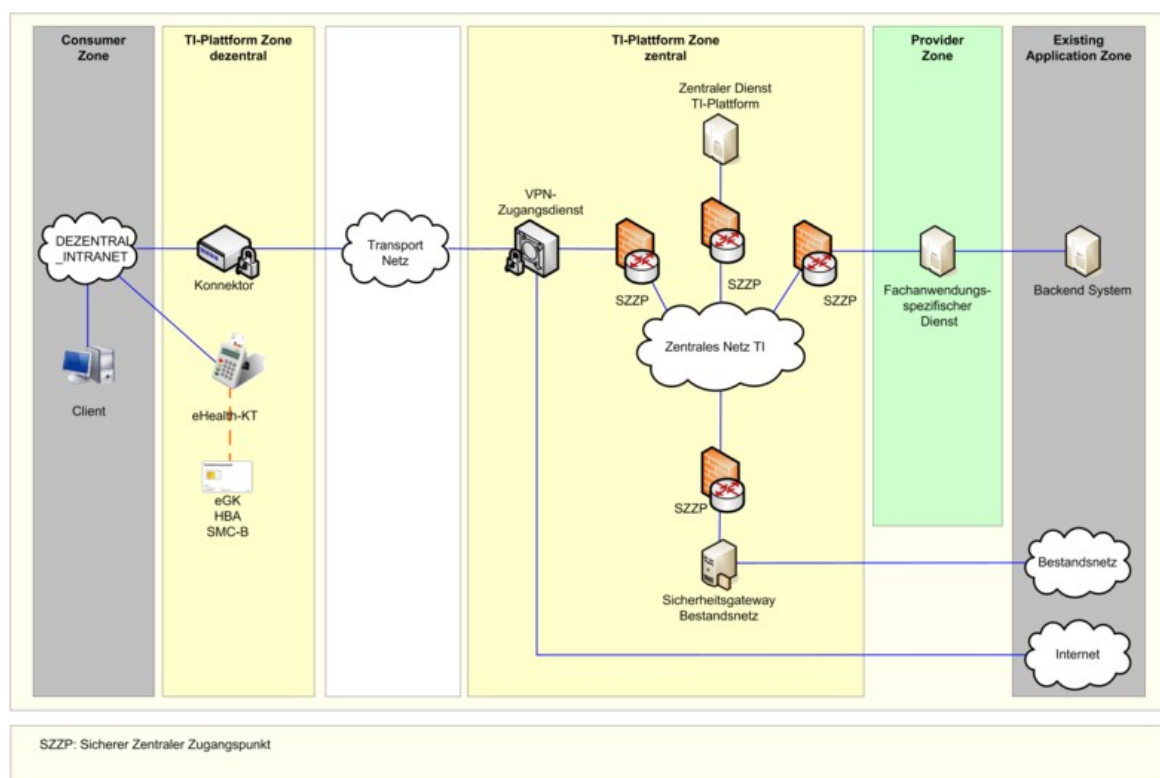 Consumer
Zone
TI-Plattform Zone
dezentral
TI-Plattform Zone
zentral
Provider
Zone
Existing
Application Zone
Zentraler Dienst
TI-Plattform
VPN-
Zugangsdienst
DEZENTRAL
_INTRANET
Konnektor
Transport
Netz
SZZP
SZZP
SZZP
Fachanwendungs-
spezifischer
Dienst
Backend System
Zentrales Netz TI
Client
eHealth-KT
eGK
HBA
SMC-B
SZZP
Sicherheitsgateway
Bestandsnetz
Bestandsnetz
Internet
SZZP: Sicherer Zentraler Zugangspunkt